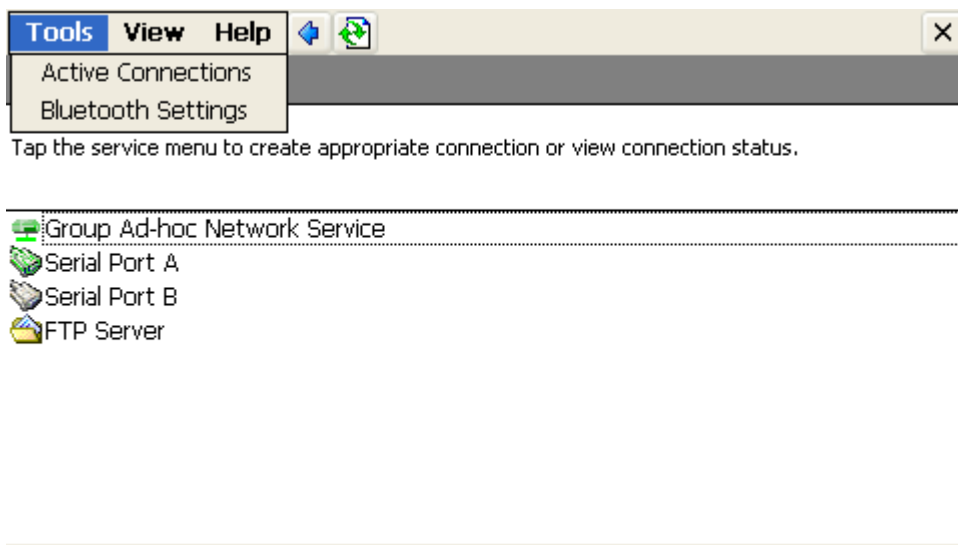 Tools View Help
Active Connections
Bluetooth Settings
Tap the service menu to create appropriate connection or view connection status.
Group Ad-hoc Network Service
Serial Port A
Serial Port B
FTP Server